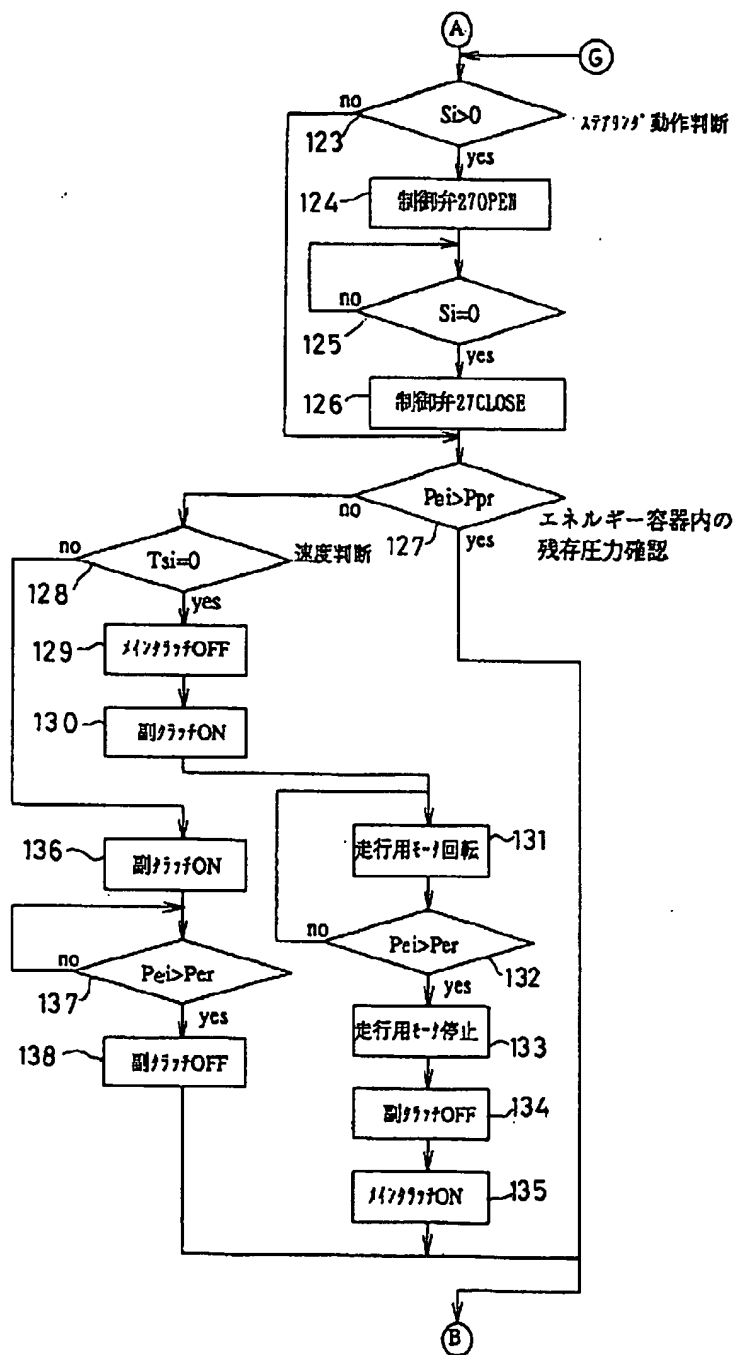 A
G
no
Si>0
ステアリング動作判断
123
yes
124
制御弁27OPEN
no
Si=0
125
yes
126
制御弁27CLOSE
Pei>Ppr
no
127
yes
エネルギー容器内の
残存圧力確認
no
Tsi=0
速度判断
128
yes
129
メインクラッチOFF
130
副クラッチON
131
走行用モータ回転
136
副クラッチON
no
Pei>Per
132
yes
no
Pei>Per
137
yes
走行用モータ停止
133
138
副クラッチOFF
副クラッチOFF
134
メインクラッチON
135
B